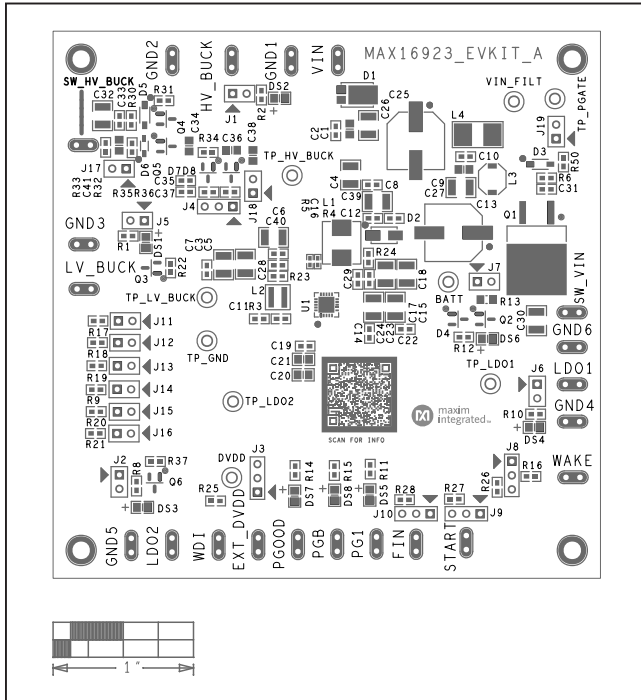 GND2
HV_BUCK
GND1
VIN
MAX16923_EVKIT_A
SW_HV_BUCK
C32
C33
R30
D5
R31
Q4
C34
J1
R2
DS2
D1
C25
C26
VIN_FILT
TP_PGATE
L4
J19
C2
C1
R34
C36
C38
TP_HV_BUCK
C10
D3
R50
J17
D6
Q5
R33
C41
R32
R35
R36
D7
D8
C35
C37
J4
J18
C4
C39
C8
C9
C27
L3
R6
C31
GND3
J5
R1
DS1
C6
C40
R5
C16
L1
R4
C12
D2
C13
Q1
LV_BUCK
Q3
R22
C7
C3
C5
C28
R23
R24
C29
C18
J7
SW_VIN
TP_LV_BUCK
L2
C11
R3
U1
C14
C24
C23
C17
C15
C22
BATT
R13
Q2
C30
GND6
J11
R17
J12
R18
J13
R19
J14
R9
J15
R20
J16
R21
TP_GND
C19
C21
C20
D4
R12
DS6
TP_LDO1
J6
LDO1
TP_LDO2
SCAN FOR INFO
maxim
integrated™
R10
DS4
GND4
J2
R8
R37
Q6
DS3
DVDD
J3
R25
R14
DS7
R15
DS8
R11
DS5
R28
J10
R27
J9
R26
J8
R16
WAKE
GND5
LDO2
WDI
EXT_DVDD
PGOOD
PGB
PG1
FIN
START
1"